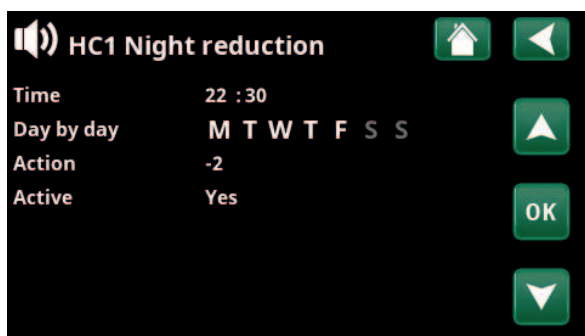 HC1 Night reduction
Time 22 :30
Day by day M T W T F S S
Action -2
Active Yes
OK